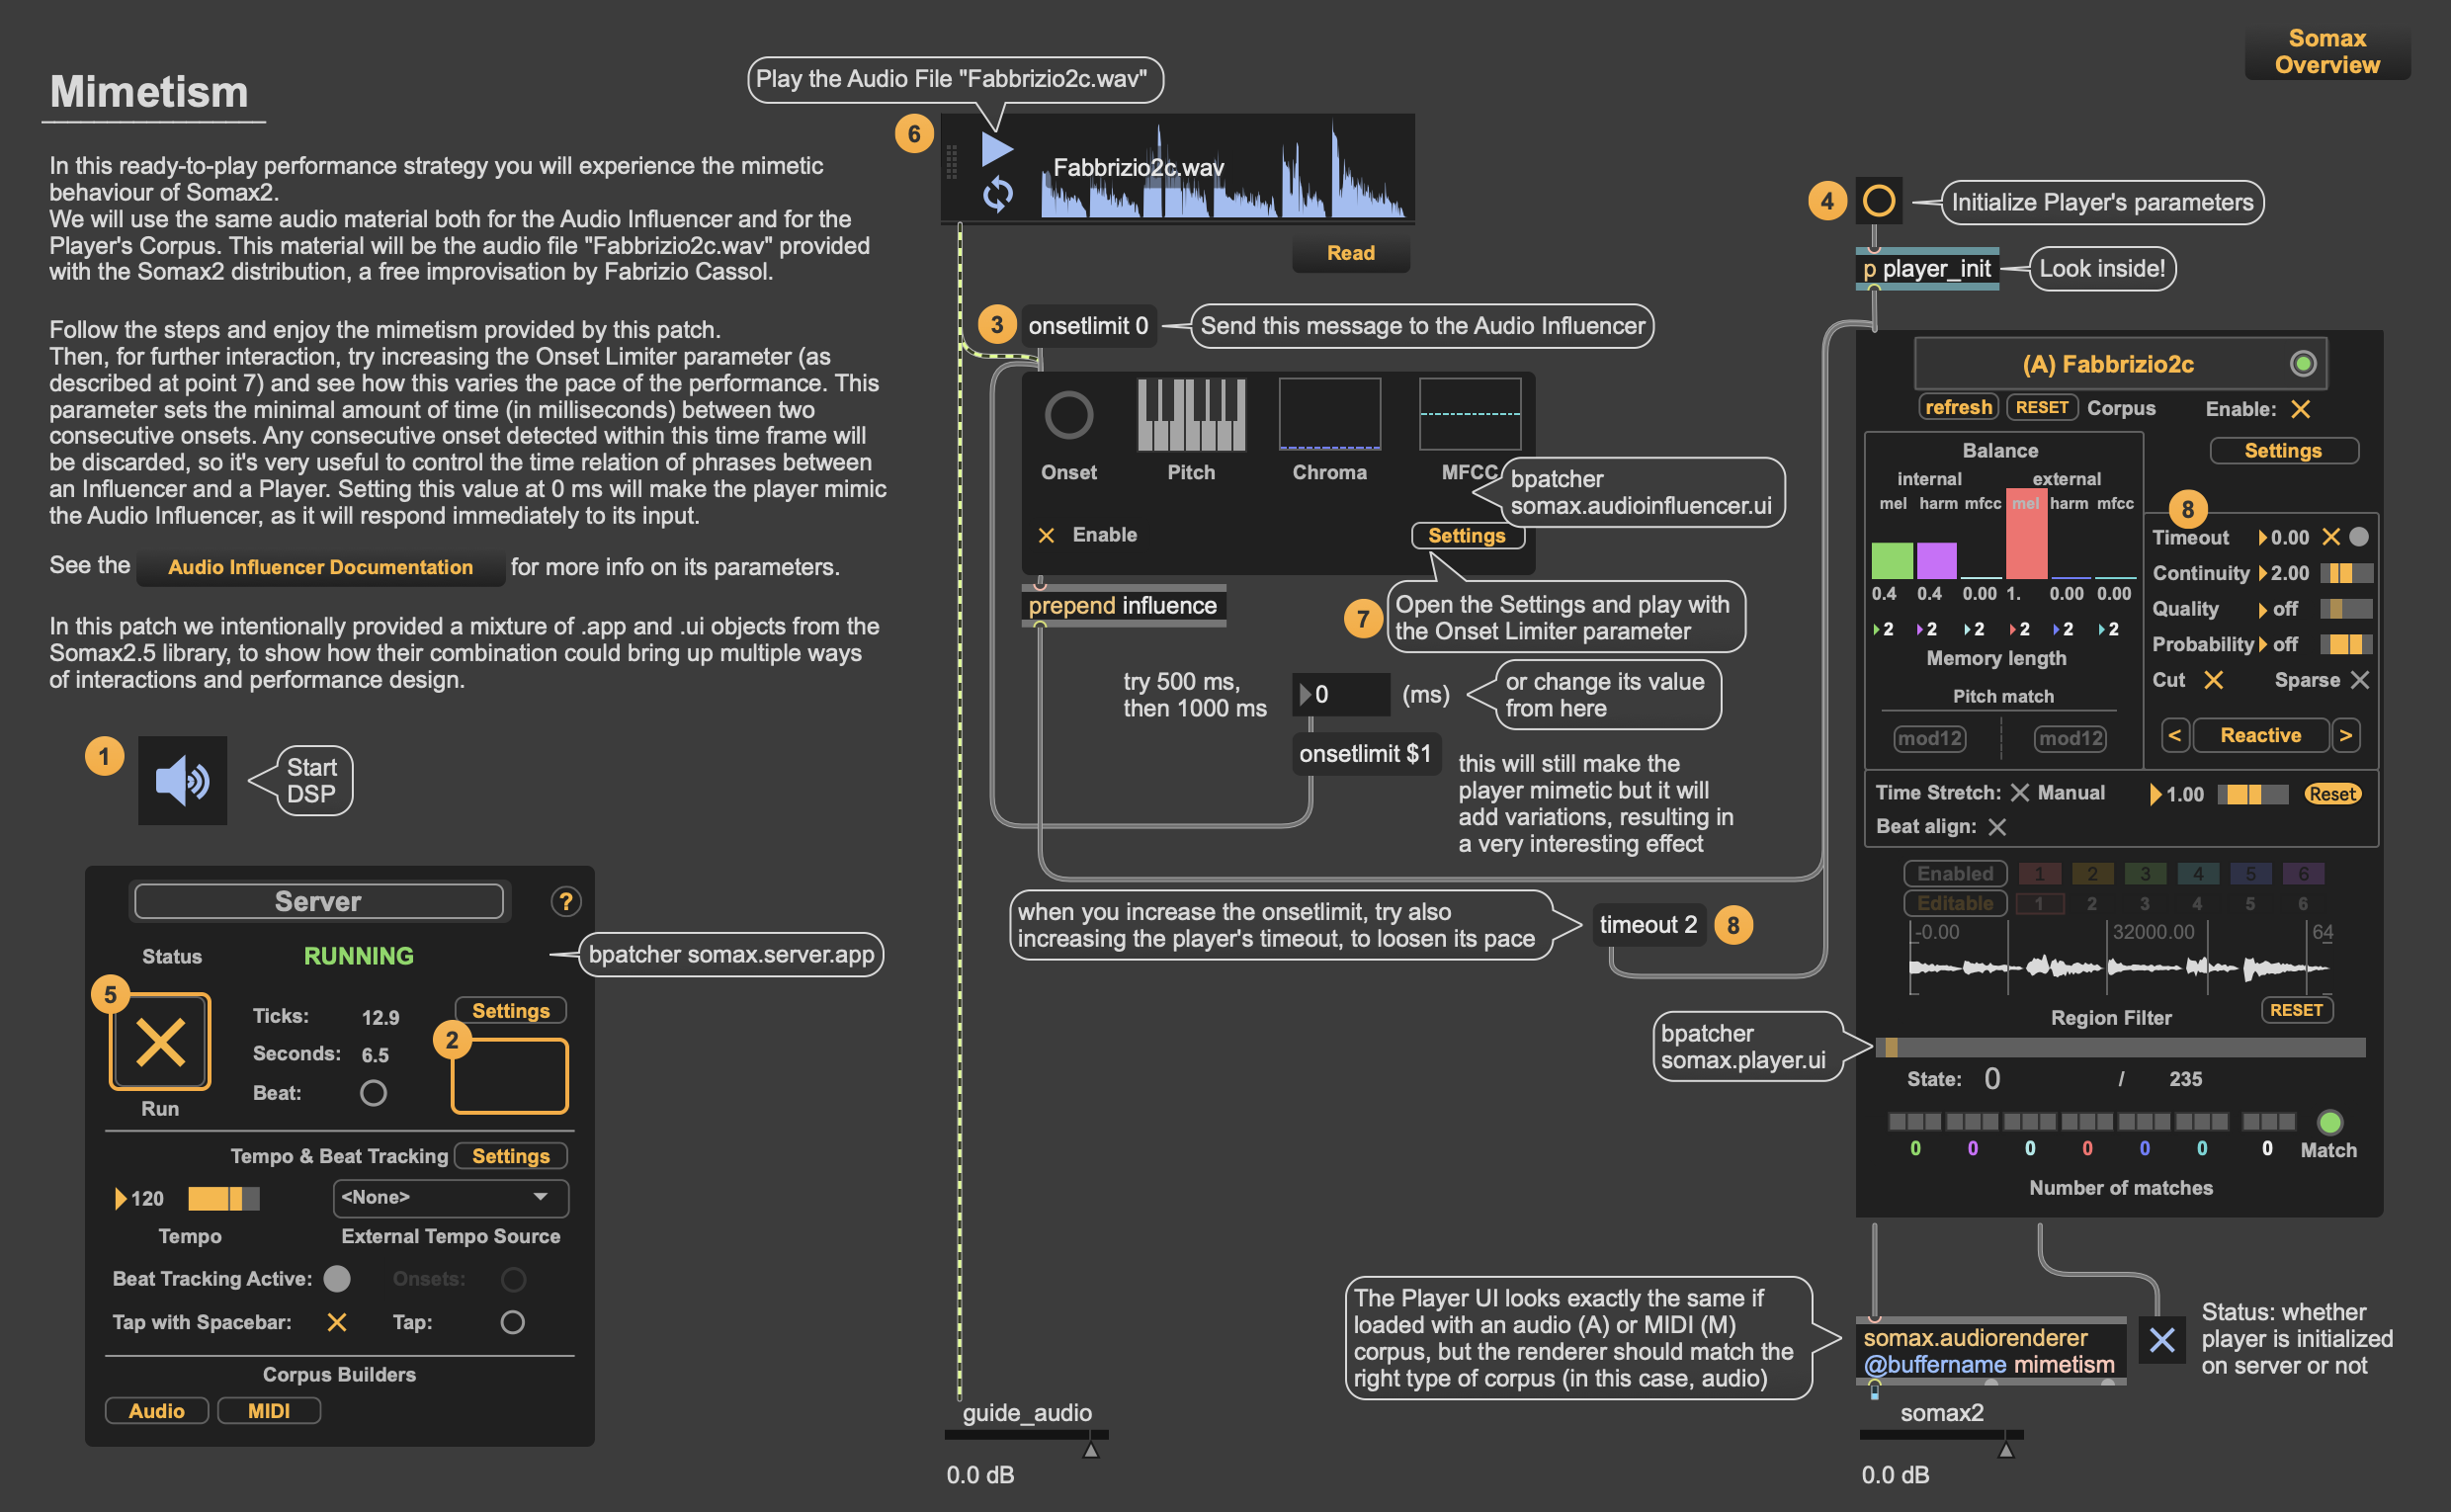 Somax
Overview
Mimetism
In this ready-to-play performance strategy you will experience the mimetic
behaviour of Somax2.
We will use the same audio material both for the Audio Influencer and for the
Player's Corpus. This material will be the audio file "Fabbrizio2c.wav" provided
with the Somax2 distribution, a free improvisation by Fabrizio Cassol.
Follow the steps and enjoy the mimetism provided by this patch.
Then, for further interaction, try increasing the Onset Limiter parameter (as
described at point 7) and see how this varies the pace of the performance. This
parameter sets the minimal amount of time (in milliseconds) between two
consecutive onsets. Any consecutive onset detected within this time frame will
be discarded, so it's very useful to control the time relation of phrases between
an Influencer and a Player. Setting this value at 0 ms will make the player mimic
the Audio Influencer, as it will respond immediately to its input.
See the Audio Influencer Documentation for more info on its parameters.
In this patch we intentionally provided a mixture of .app and .ui objects from the
Somax2.5 library, to show how their combination could bring up multiple ways
of interactions and performance design.
1
Start
DSP
Server
?
Status RUNNING
bpatcher somax.server.app
5
Ticks: 12.9
Settings
Seconds: 6.5
2
Beat:
Run
Tempo & Beat Tracking Settings
120
<None>
Tempo
External Tempo Source
Beat Tracking Active:
Onsets:
Tap with Spacebar:
Tap:
Corpus Builders
Audio
MIDI
Play the Audio File "Fabbrizio2c.wav"
6
Fabbrizio2c.wav
Read
3
onsetlimit 0
Send this message to the Audio Influencer
Onset
Pitch
Chroma
MFCC
bpatcher
somax.audioinfluencer.ui
Enable
Settings
prepend influence
7
Open the Settings and play with
the Onset Limiter parameter
try 500 ms,
then 1000 ms
0
(ms)
or change its value
from here
onsetlimit $1
this will still make the
player mimetic but it will
add variations, resulting in
a very interesting effect
when you increase the onsetlimit, try also
increasing the player's timeout, to loosen its pace
timeout 2
8
bpatcher
somax.player.ui
The Player UI looks exactly the same if
loaded with an audio (A) or MIDI (M)
corpus, but the renderer should match the
right type of corpus (in this case, audio)
guide_audio
0.0 dB
4
Initialize Player's parameters
p player_init
Look inside!
(A) Fabbrizio2c
refresh RESET Corpus
Enable:
Balance
Settings
internal external
mel harm mfcc mel harm mfcc
8
0.4 0.4 0.00 1. 0.00 0.00
2 2 2 2 2 2
Memory length
Pitch match
mod12 mod12
Timeout 0.00
Continuity 2.00
Quality off
Probability off
Cut Sparse
< Reactive >
Time Stretch: Manual 1.00 Reset
Beat align:
Enabled 1 2 3 4 5 6
Editable 1 2 3 4 5 6
-0.00 32000.00 64
Region Filter RESET
State: 0 / 235
0 0 0 0 0 0 0 Match
Number of matches
somax.audiorenderer
@buffername mimetism
Status: whether
player is initialized
on server or not
somax2
0.0 dB